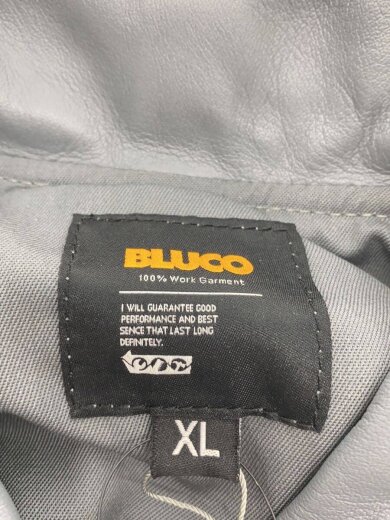 BLUCO
100% Work Garment
I WILL GUARANTEE GOOD
PERFORMANCE AND BEST
SENCE THAT LAST LONG
DEFINITELY.
XL